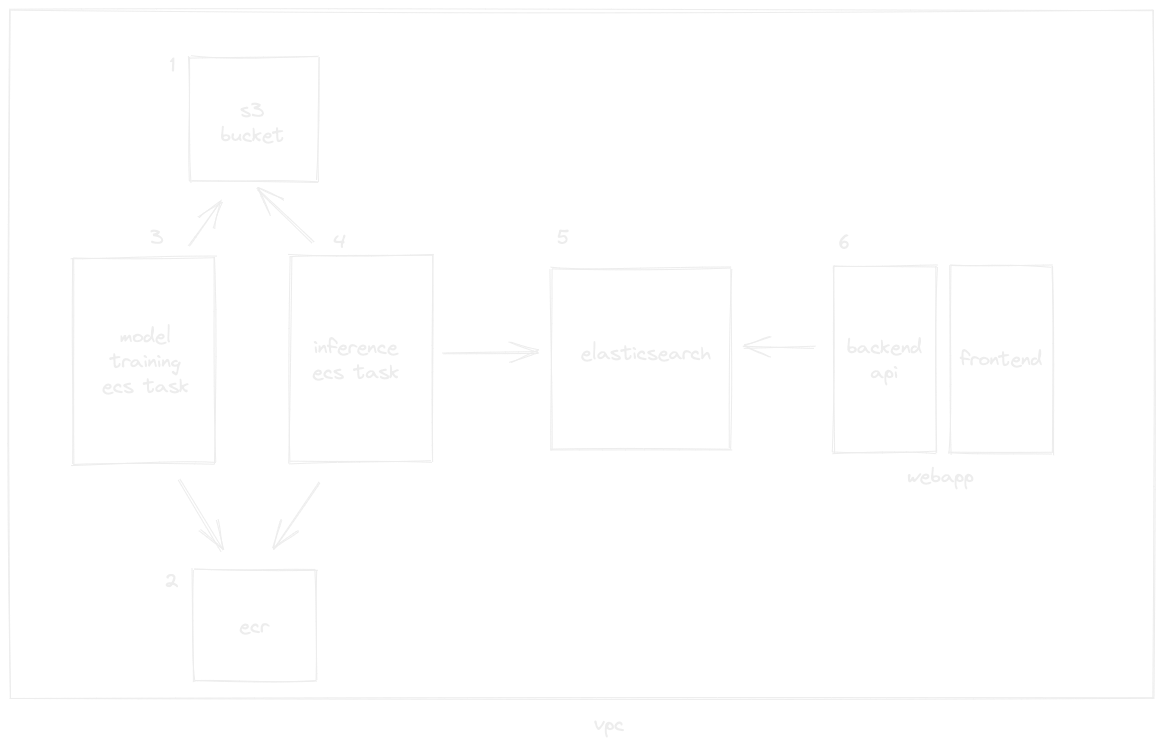 1
s3
bucket
3
4
5
6
model
training
ecs task
inference
ecs task
elasticsearch
backend
api
frontend
webapp
2
ecr
vpc